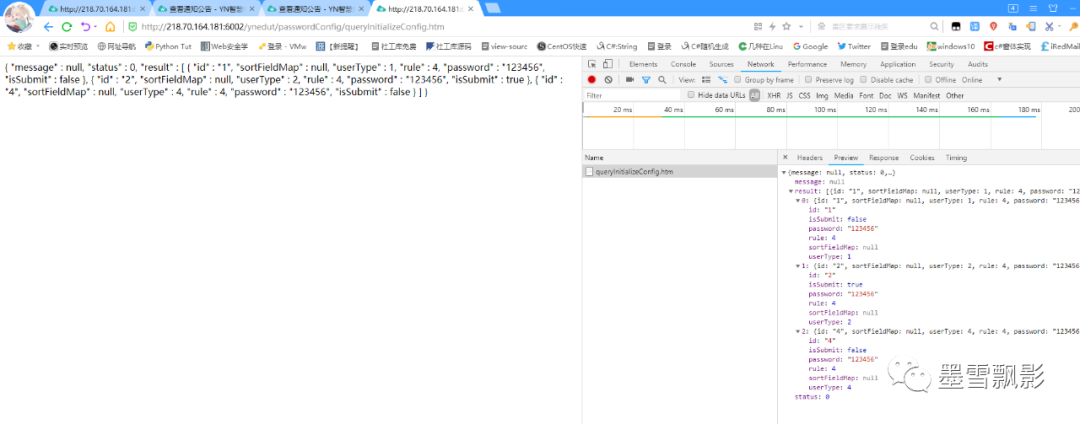 http://218.70.164.181:
查看通知公告 - YN智慧
查看通知公告 - YN智慧
http://218.70.164.181:
http://218.70.164.181:6002/ynedut/passwordConfig/queryInitializeConfig.htm
收藏 实时预览 网址导航 Python Tut Web安全学 登录 - VMw 【新提醒】 社工库免费 社工库源码 view-sourc CentOS快速 C#:String 登录 C#随机生成 几种在Linu Google Twitter 登录edu windows10 c#窗体实现 iRedMail
{ "message" : null, "status" : 0, "result" : [ { "id" : "1", "sortFieldMap" : null, "userType" : 1, "rule" : 4, "password" : "123456",
"isSubmit" : false }, { "id" : "2", "sortFieldMap" : null, "userType" : 2, "rule" : 4, "password" : "123456", "isSubmit" : true }, { "id" :
"4", "sortFieldMap" : null, "userType" : 4, "rule" : 4, "password" : "123456", "isSubmit" : false } ] }
Elements Console Sources Network Performance Memory Application Security Audits
View: Group by frame Preserve log Disable cache Offline Online
Filter Hide data URLs All XHR JS CSS Img Media Font Doc WS Manifest Other
20 ms 40 ms 60 ms 80 ms 100 ms 120 ms 140 ms 160 ms 180 ms 200
Name
queryInitializeConfig.htm
× Headers Preview Response Cookies Timing
{message: null, status: 0,…}
message: null
result: [{id: "1", sortFieldMap: null, userType: 1, rule: 4, password: "12
0: {id: "1", sortFieldMap: null, userType: 1, rule: 4, password: "123456
id: "1"
isSubmit: false
password: "123456"
rule: 4
sortFieldMap: null
userType: 1
1: {id: "2", sortFieldMap: null, userType: 2, rule: 4, password: "123456
id: "2"
isSubmit: true
password: "123456"
rule: 4
sortFieldMap: null
userType: 2
2: {id: "4", sortFieldMap: null, userType: 4, rule: 4, password: "123456
id: "4"
isSubmit: false
password: "123456"
rule: 4
sortFieldMap: null
userType: 4
status: 0
墨雪飘影